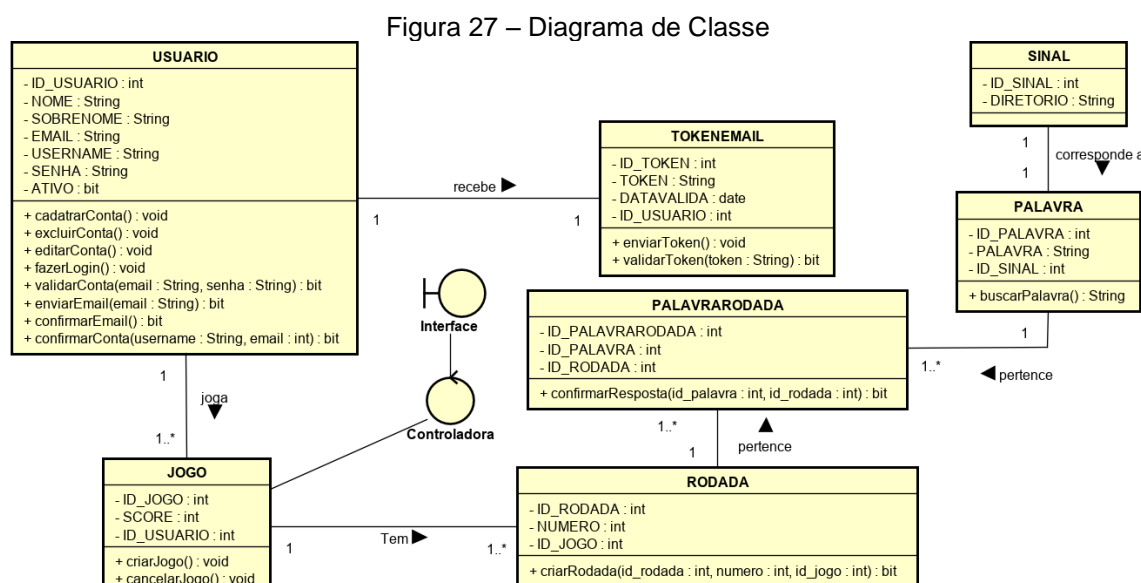 Figura 27 – Diagrama de Classe
USUARIO
- ID_USUARIO : int
- NOME : String
- SOBRENOME : String
- EMAIL : String
- USERNAME : String
- SENHA : String
- ATIVO : bit
+ cadatrarConta() : void
+ excluirConta() : void
+ editarConta() : void
+ fazerLogin() : void
+ validarConta(email : String, senha : String) : bit
+ enviarEmail(email : String) : bit
+ confirmarEmail() : bit
+ confirmarConta(username : String, email : int) : bit
recebe
1
1
TOKENEMAIL
- ID_TOKEN : int
- TOKEN : String
- DATAVALIDA : date
- ID_USUARIO : int
+ enviarToken() : void
+ validarToken(token : String) : bit
SINAL
- ID_SINAL : int
- DIRETORIO : String
1
corresponde a
1
PALAVRA
- ID_PALAVRA : int
- PALAVRA : String
- ID_SINAL : int
+ buscarPalavra() : String
1
1..*
pertence
Interface
Controladora
PALAVRARODADA
- ID_PALAVRARODADA : int
- ID_PALAVRA : int
- ID_RODADA : int
+ confirmarResposta(id_palavra : int, id_rodada : int) : bit
1..*
pertence
1
1
joga
1..*
JOGO
- ID_JOGO : int
- SCORE : int
- ID_USUARIO : int
+ criarJogo() : void
+ cancelarJogo() : void
1
Tem
1..*
RODADA
- ID_RODADA : int
- NUMERO : int
- ID_JOGO : int
+ criarRodada(id_rodada : int, numero : int, id_jogo : int) : bit